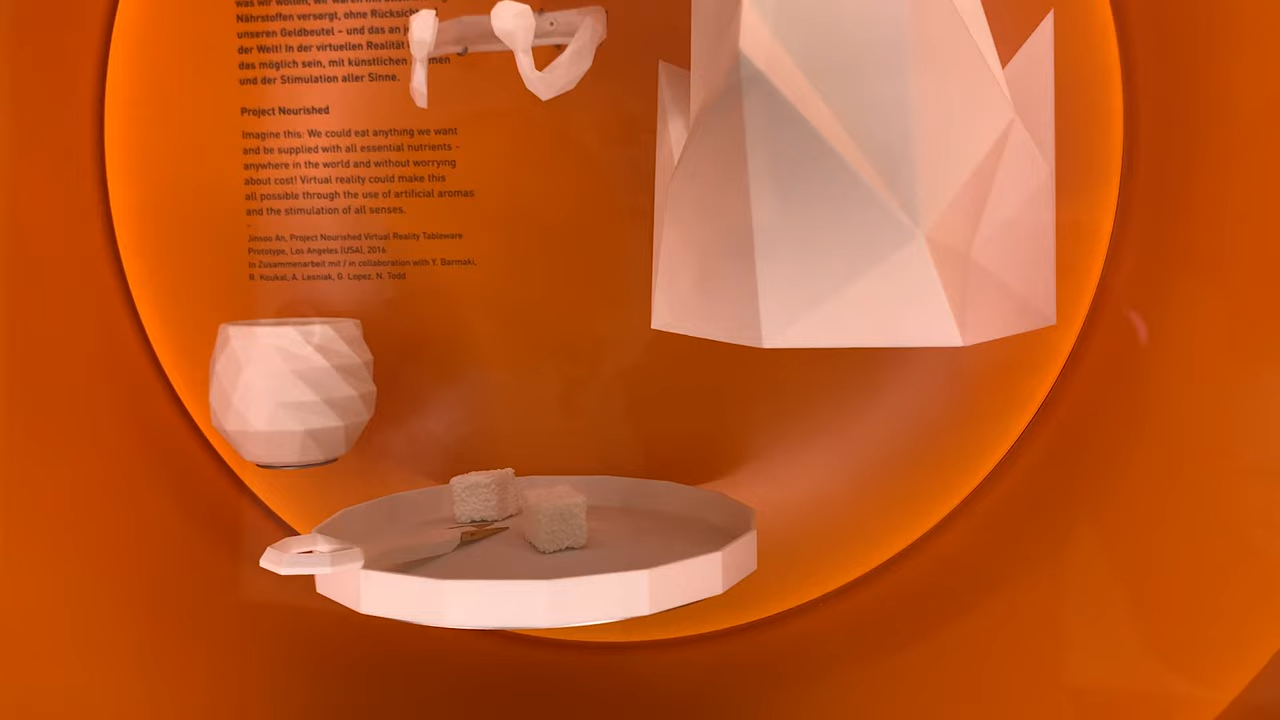 was wir wollen, wir wären mit
Nährstoffen versorgt, ohne Rücksicht
unseren Geldbeutel – und das an
der Welt! In der virtuellen Realität
das möglich sein, mit künstlichen
und der Stimulation aller Sinne.
Project Nourished
Imagine this: We could eat anything we want
and be supplied with all essential nutrients –
anywhere in the world and without worrying
about cost! Virtual reality could make this
all possible through the use of artificial aromas
and the stimulation of all senses.
–
Jinsoo An, Project Nourished Virtual Reality Tableware
Prototype, Los Angeles (USA), 2016
In Zusammenarbeit mit / in collaboration with Y. Barmaki,
R. Koukal, A. Lesniak, G. Lopez, N. Todd